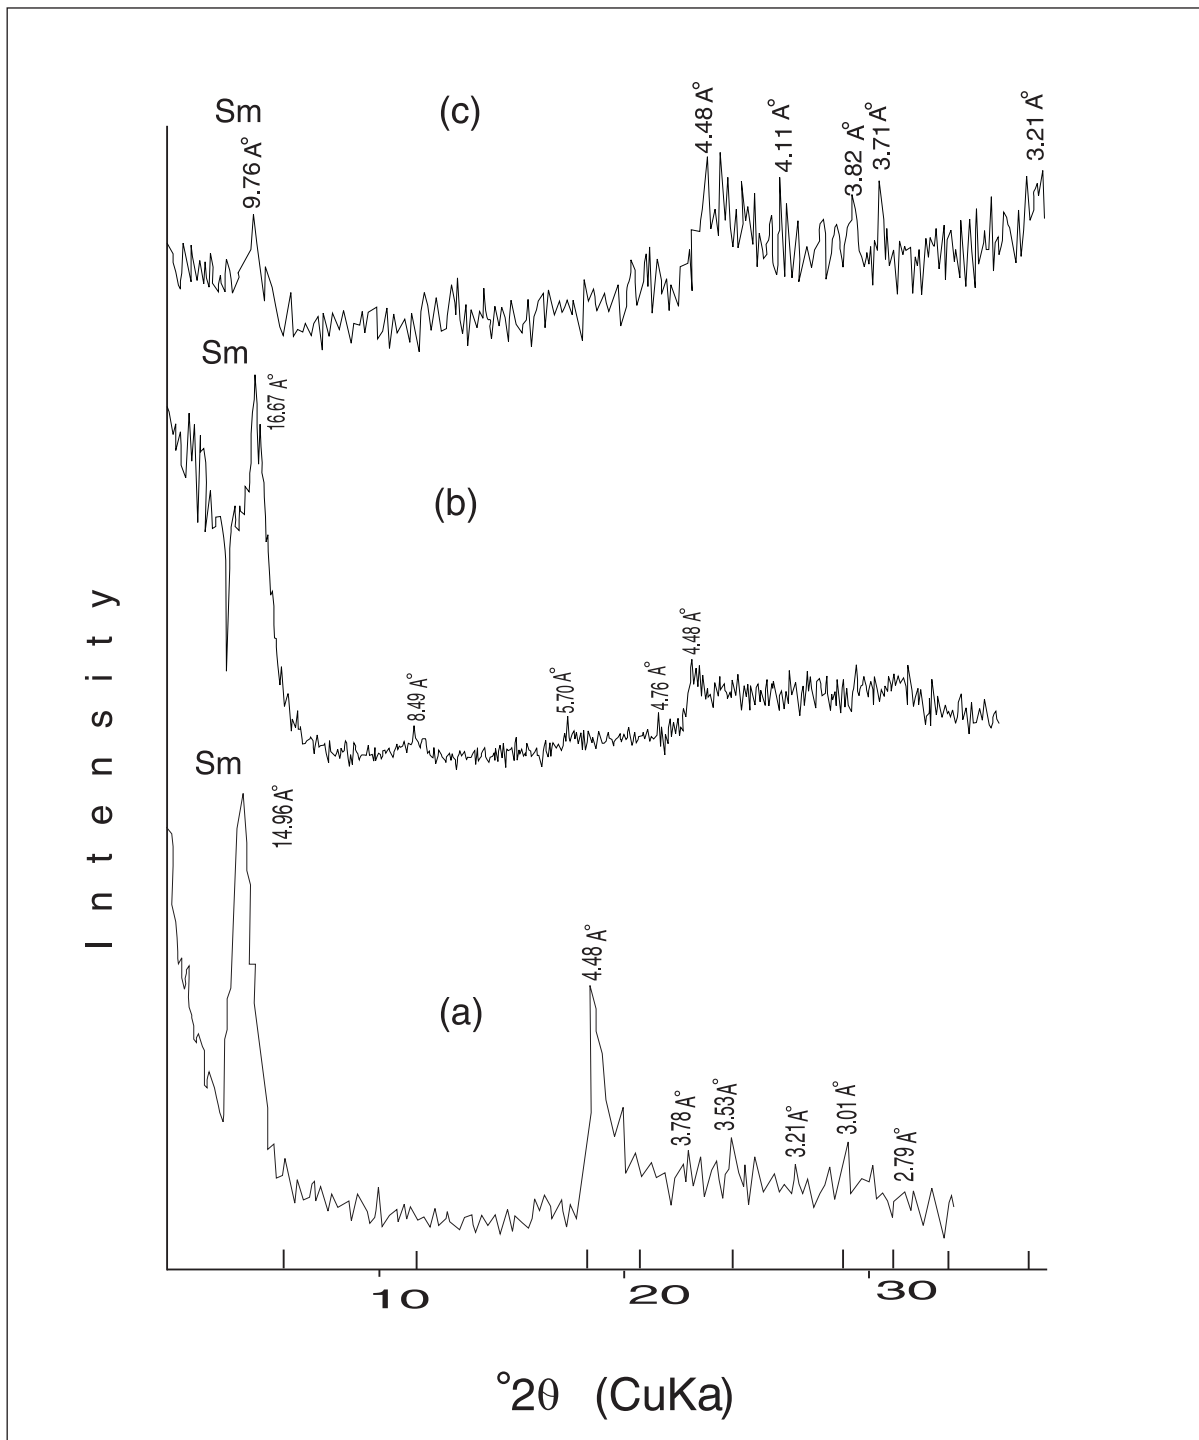 Sm
(c)
9.76 A°
4.48 A°
4.11 A°
3.82 A°
3.71 A°
3.21 A°
Sm
16.67 A°
(b)
8.49 A°
5.70 A°
4.76 A°
4.48 A°
Sm
14.96 A°
(a)
4.48 A°
3.78 A°
3.53 A°
3.21 A°
3.01 A°
2.79 A°
Intensity
10 20 30
°2θ (CuKa)